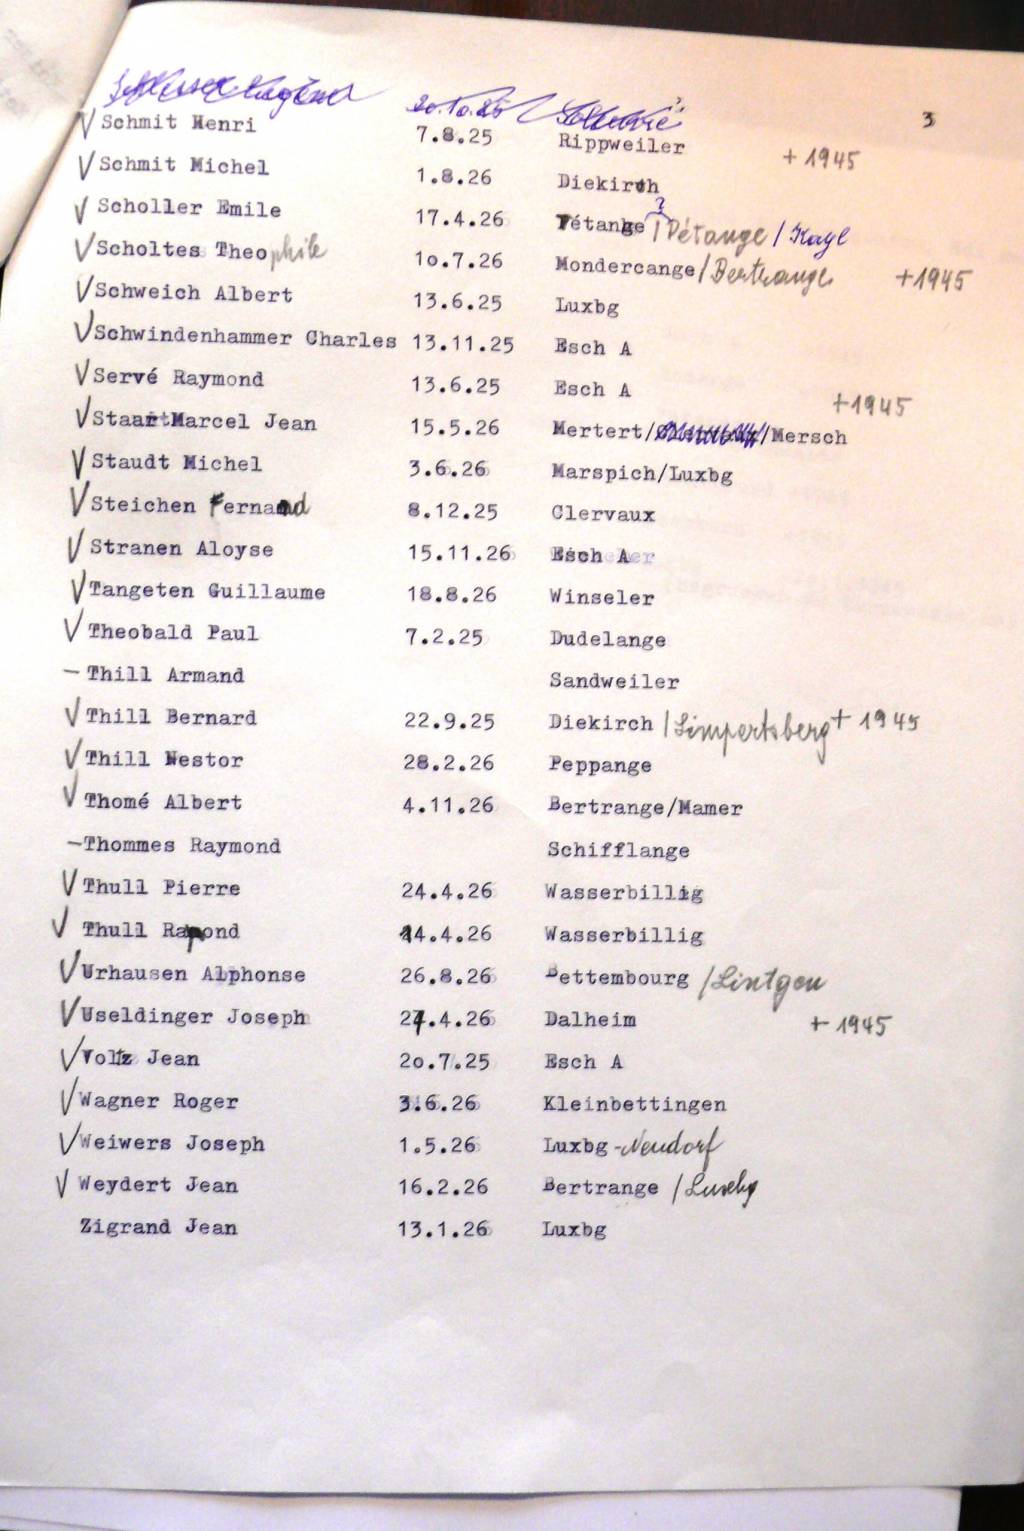 3
√ Schmit Henri 7.8.25 Rippweiler + 1945
√ Schmit Michel 1.8.26 Diekirch
√ Scholler Emile 17.4.26 Pétange ? / Pétange / Kayl
√ Scholtes Theophile 1o.7.26 Mondercange / Bertrange + 1945
√ Schweich Albert 13.6.25 Luxbg
√ Schwindenhammer Charles 13.11.25 Esch A
√ Servé Raymond 13.6.25 Esch A
√ Staart Marcel Jean 15.5.26 Mertert/ /Mersch + 1945
√ Staudt Michel 3.6.26 Marspich/Luxbg
√ Steichen Fernand 8.12.25 Clervaux
√ Stranen Aloyse 15.11.26 Esch A
√ Tangeten Guillaume 18.8.26 Winseler
√ Theobald Paul 7.2.25 Dudelange
– Thill Armand Sandweiler
√ Thill Bernard 22.9.25 Diekirch / Limpertsberg + 1945
√ Thill Nestor 28.2.26 Peppange
√ Thomé Albert 4.11.26 Bertrange/Mamer
– Thommes Raymond Schifflange
√ Thull Pierre 24.4.26 Wasserbillig
√ Thull Raymond 14.4.26 Wasserbillig
√ Urhausen Alphonse 26.8.26 Bettembourg / Lintgen
√ Useldinger Joseph 27.4.26 Dalheim + 1945
√ Voltz Jean 2o.7.25 Esch A
√ Wagner Roger 3.6.26 Kleinbettingen
√ Weiwers Joseph 1.5.26 Luxbg - Neudorf
√ Weydert Jean 16.2.26 Bertrange / Luxbg
Zigrand Jean 13.1.26 Luxbg